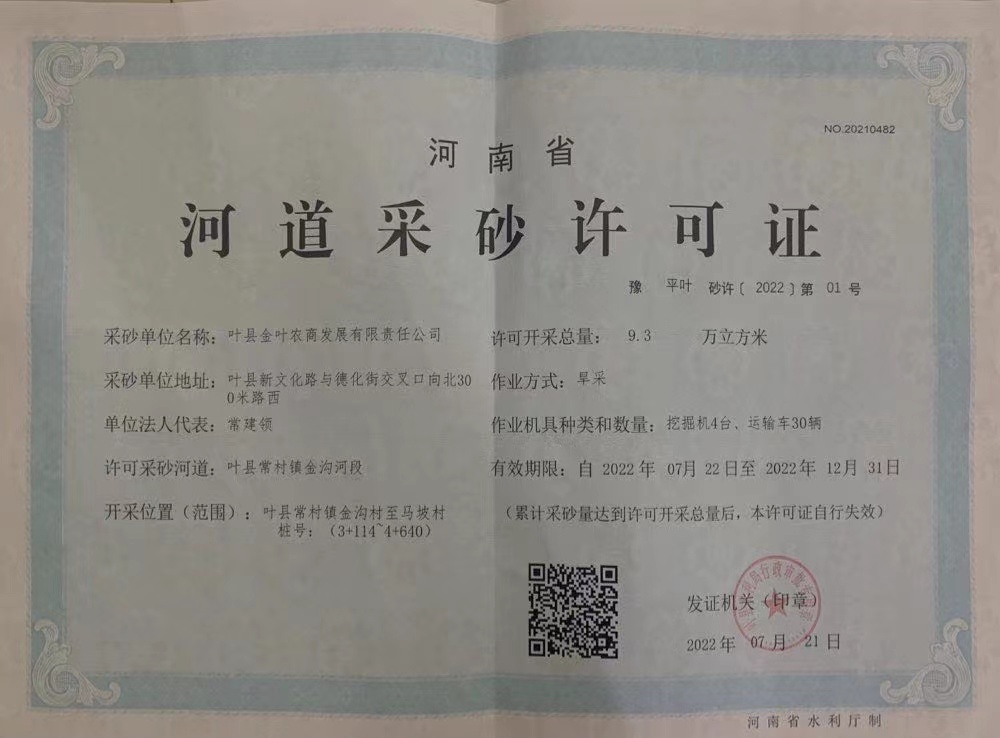 NO.20210482
河南省
河道采砂许可证
豫 平叶 砂许〔 2022 〕第 01 号
采砂单位名称：叶县金叶农商发展有限责任公司
采砂单位地址：叶县新文化路与德化街交叉口向北30
0米路西
单位法人代表：常建领
许可采砂河道：叶县常村镇金沟河段
开采位置（范围）：叶县常村镇金沟村至马坡村
桩号：（3+114~4+640）
许可开采总量： 9.3 万立方米
作业方式：旱采
作业机具种类和数量：挖掘机4台、运输车30辆
有效期限：自 2022 年 07月 22日至 2022 年 12月 31日
（累计采砂量达到许可开采总量后，本许可证自行失效）
发证机关（印章）
2022 年 07 月 21 日
河南省水利厅制